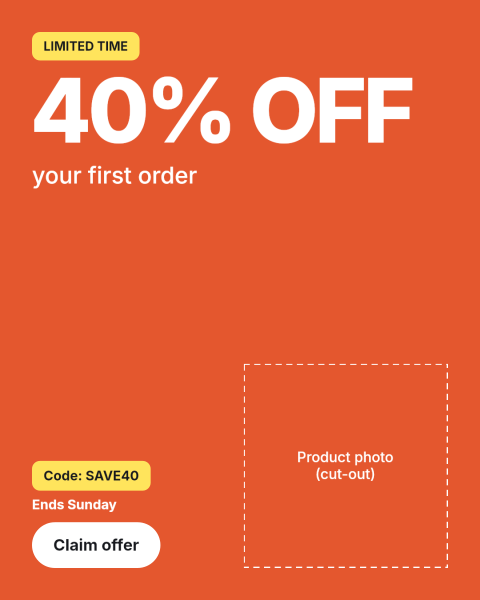 LIMITED TIME
40% OFF
your first order
Code: SAVE40
Ends Sunday
Claim offer
Product photo
(cut-out)